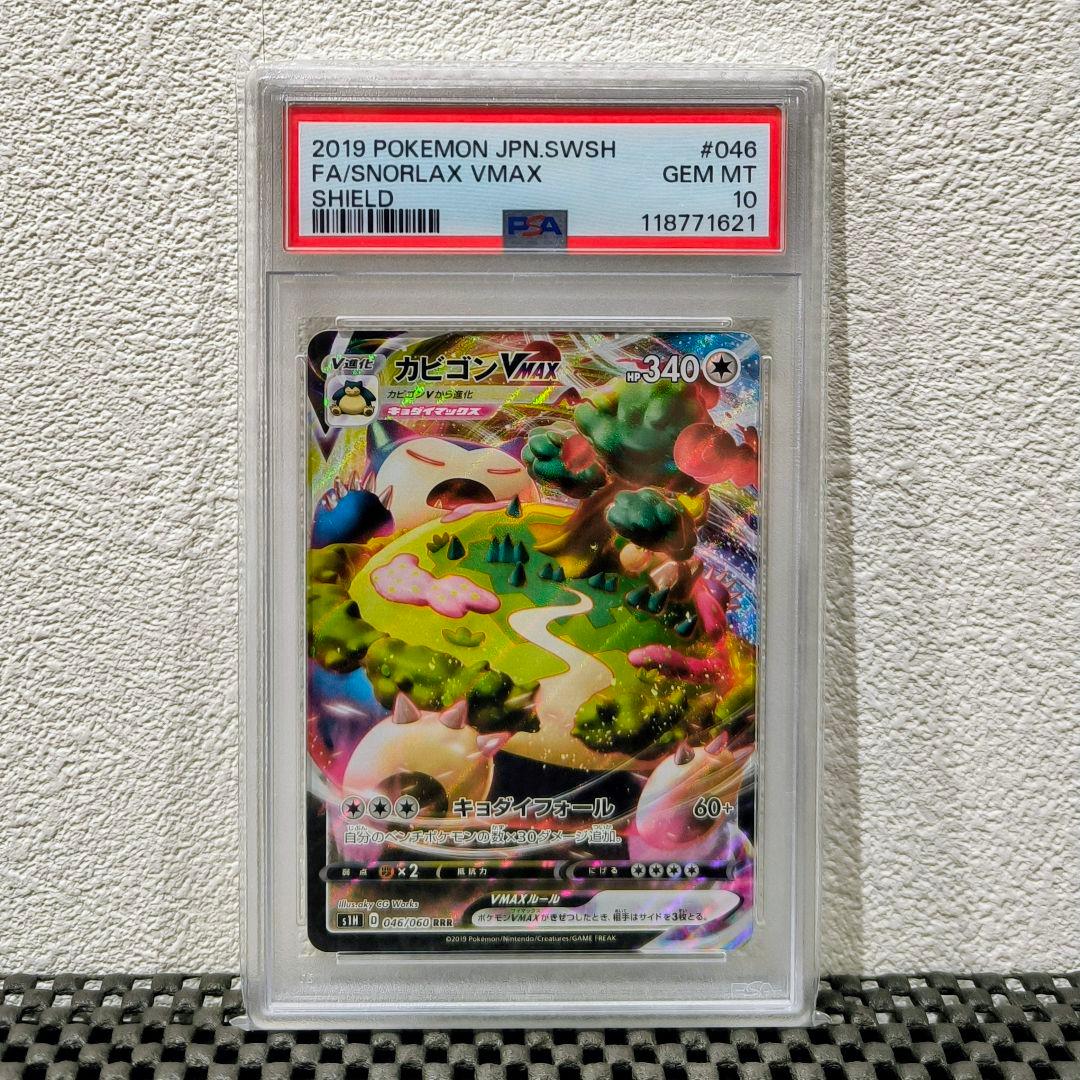 2019 POKEMON JPN.SWSH #046
FA/SNORLAX VMAX GEM MT
SHIELD 10
PSA 118771621
V進化 カビゴンVMAX HP340
カビゴンVから進化
キョダイマックス
キョダイフォール 60+
自分のベンチポケモンの数×30ダメージ追加。
弱点 ×2 抵抗力 にげる
Illus.aky CG Works VMAXルール
s1H D 046/060 RRR ポケモンVMAXがきぜつしたとき、相手はサイドを3枚とる。
©2019 Pokémon/Nintendo/Creatures/GAME FREAK
PSA